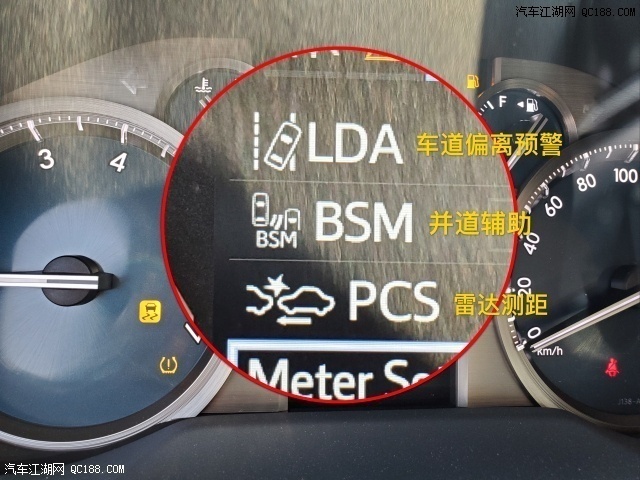 汽车江湖网 QC188.COM
LDA 车道偏离预警
BSM
BSM 并道辅助
PCS 雷达测距
Meter Se
3
4
F
100
80
60
40
20
0
km/h
汽车江湖网 QC188.COM